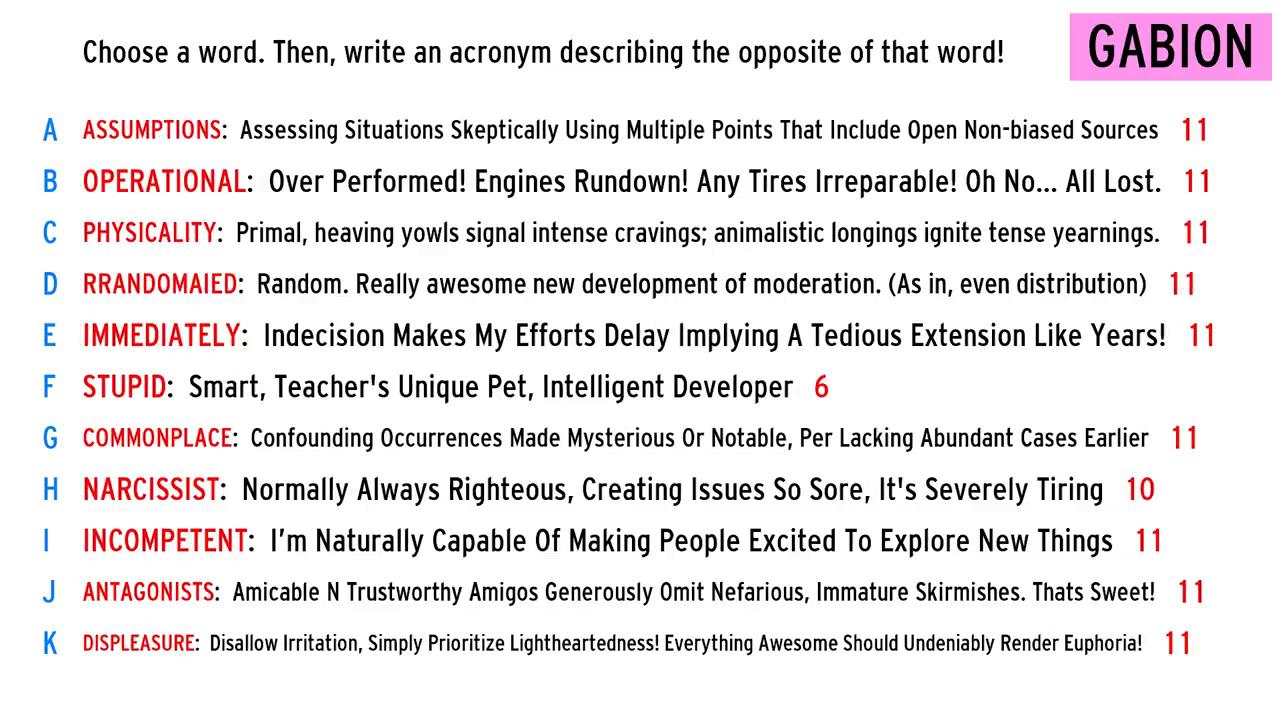 Choose a word. Then, write an acronym describing the opposite of that word!
GABION
A ASSUMPTIONS: Assessing Situations Skeptically Using Multiple Points That Include Open Non-biased Sources 11
B OPERATIONAL: Over Performed! Engines Rundown! Any Tires Irreparable! Oh No... All Lost. 11
C PHYSICALITY: Primal, heaving yowls signal intense cravings; animalistic longings ignite tense yearnings. 11
D RRANDOMAIED: Random. Really awesome new development of moderation. (As in, even distribution) 11
E IMMEDIATELY: Indecision Makes My Efforts Delay Implying A Tedious Extension Like Years! 11
F STUPID: Smart, Teacher's Unique Pet, Intelligent Developer 6
G COMMONPLACE: Confounding Occurrences Made Mysterious Or Notable, Per Lacking Abundant Cases Earlier 11
H NARCISSIST: Normally Always Righteous, Creating Issues So Sore, It's Severely Tiring 10
I INCOMPETENT: I’m Naturally Capable Of Making People Excited To Explore New Things 11
J ANTAGONISTS: Amicable N Trustworthy Amigos Generously Omit Nefarious, Immature Skirmishes. Thats Sweet! 11
K DISPLEASURE: Disallow Irritation, Simply Prioritize Lightheartedness! Everything Awesome Should Undeniably Render Euphoria! 11